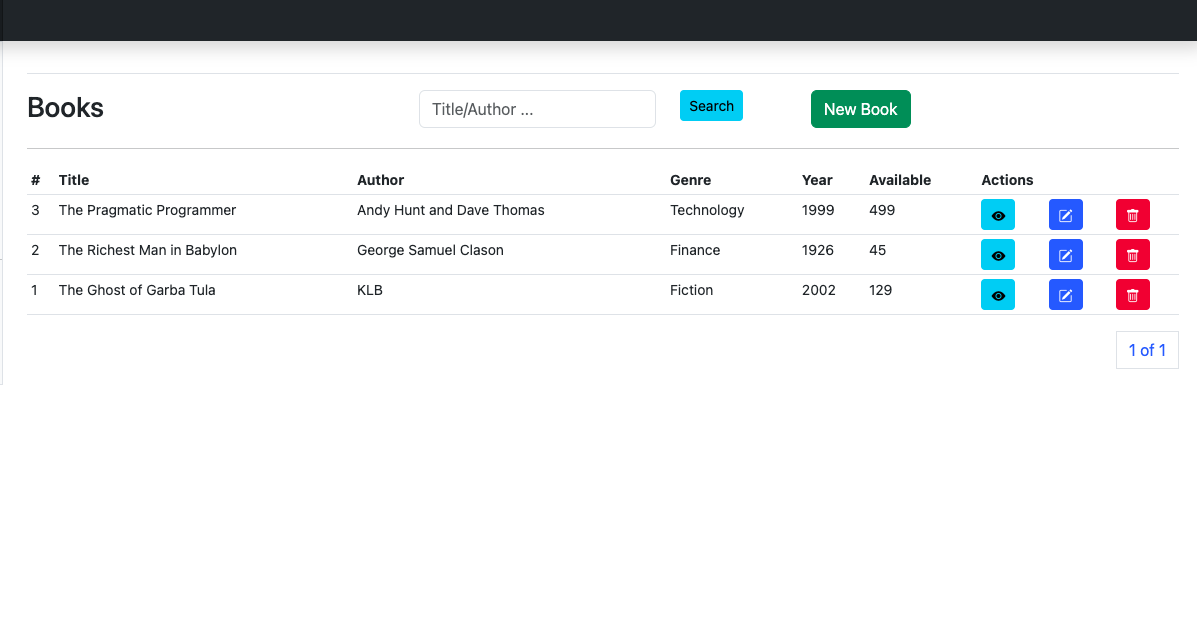 Books Title/Author ... Search New Book
# Title Author Genre Year Available Actions
3 The Pragmatic Programmer Andy Hunt and Dave Thomas Technology 1999 499
2 The Richest Man in Babylon George Samuel Clason Finance 1926 45
1 The Ghost of Garba Tula KLB Fiction 2002 129
1 of 1